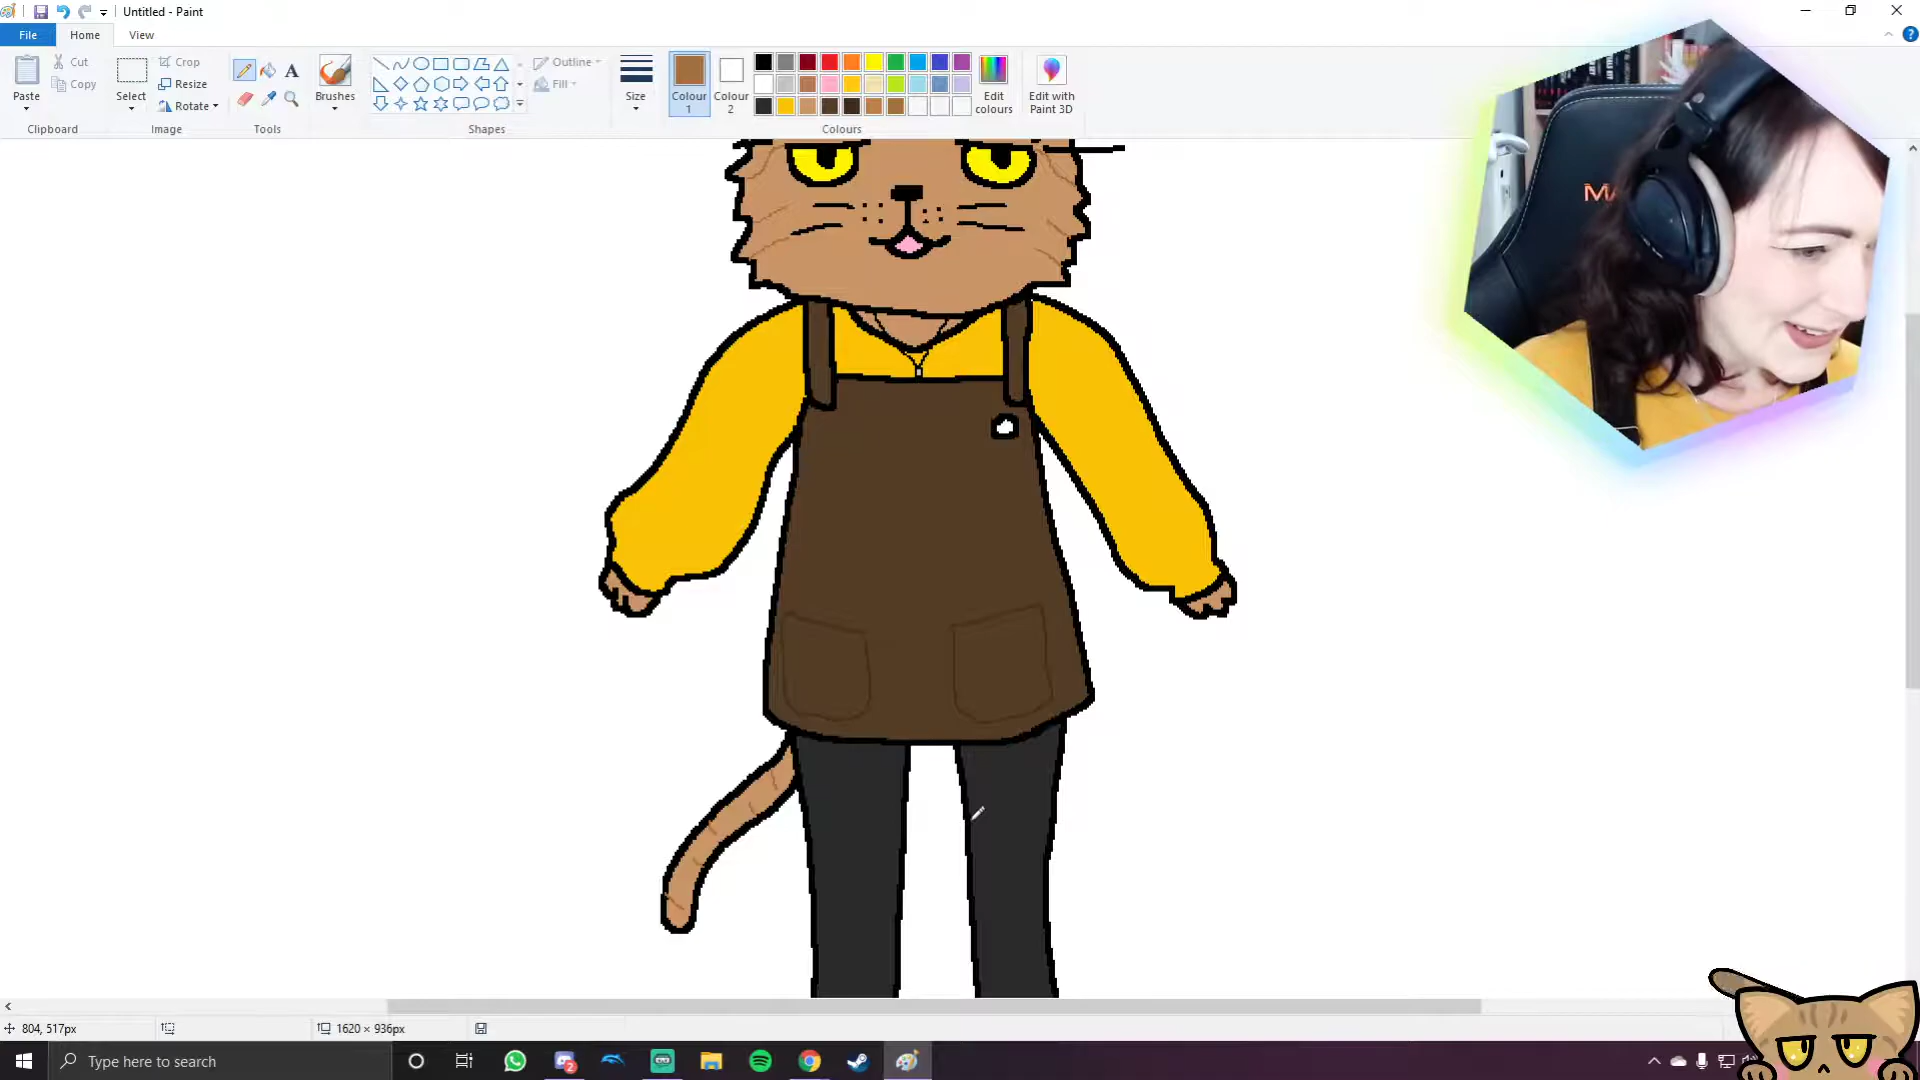 Untitled - Paint
File Home View
Paste
Cut
Copy
Clipboard
Select
Crop
Resize
Rotate
Image
Tools
Brushes
Shapes
Outline
Fill
Size
Colour 1
Colour 2
Edit colours
Colours
Edit with Paint 3D
MA
804, 517px
1620 × 936px
Type here to search
2